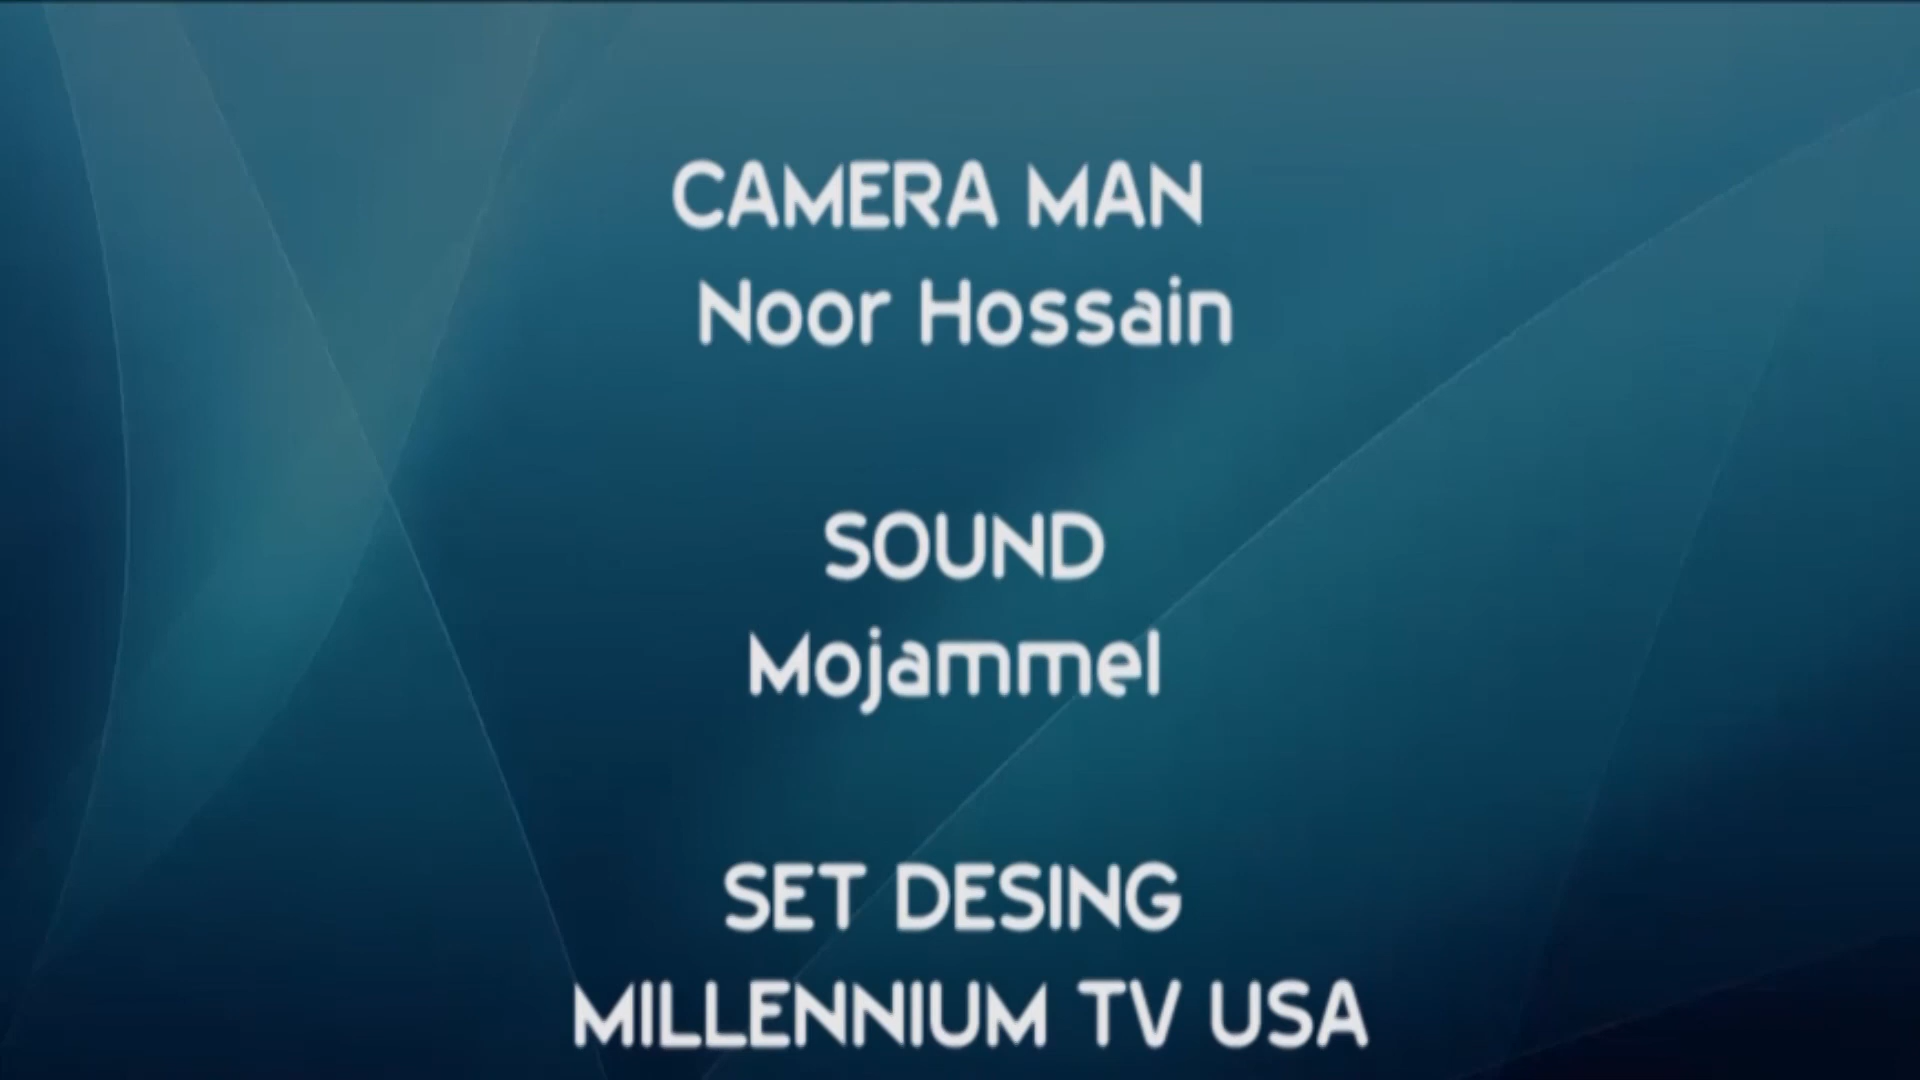 CAMERA MAN
Noor Hossain
SOUND
Mojammel
SET DESING
MILLENNIUM TV USA